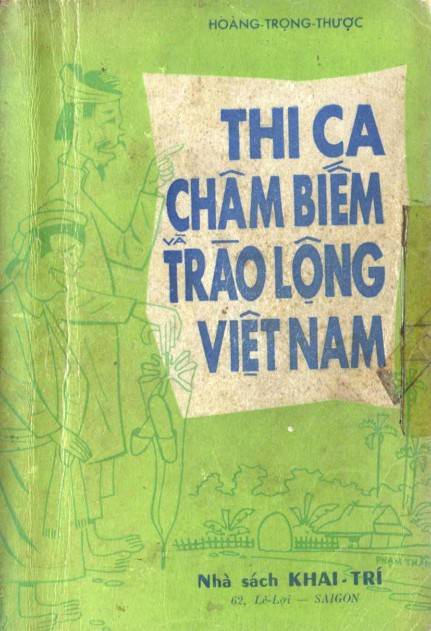 HOÀNG-TRỌNG-THƯỢC
THI CA
CHÂM BIẾM
VÀ
TRÀO LỘNG
VIỆT NAM
Nhà sách KHAI-TRÍ
62, Lê-Lợi — SAIGON